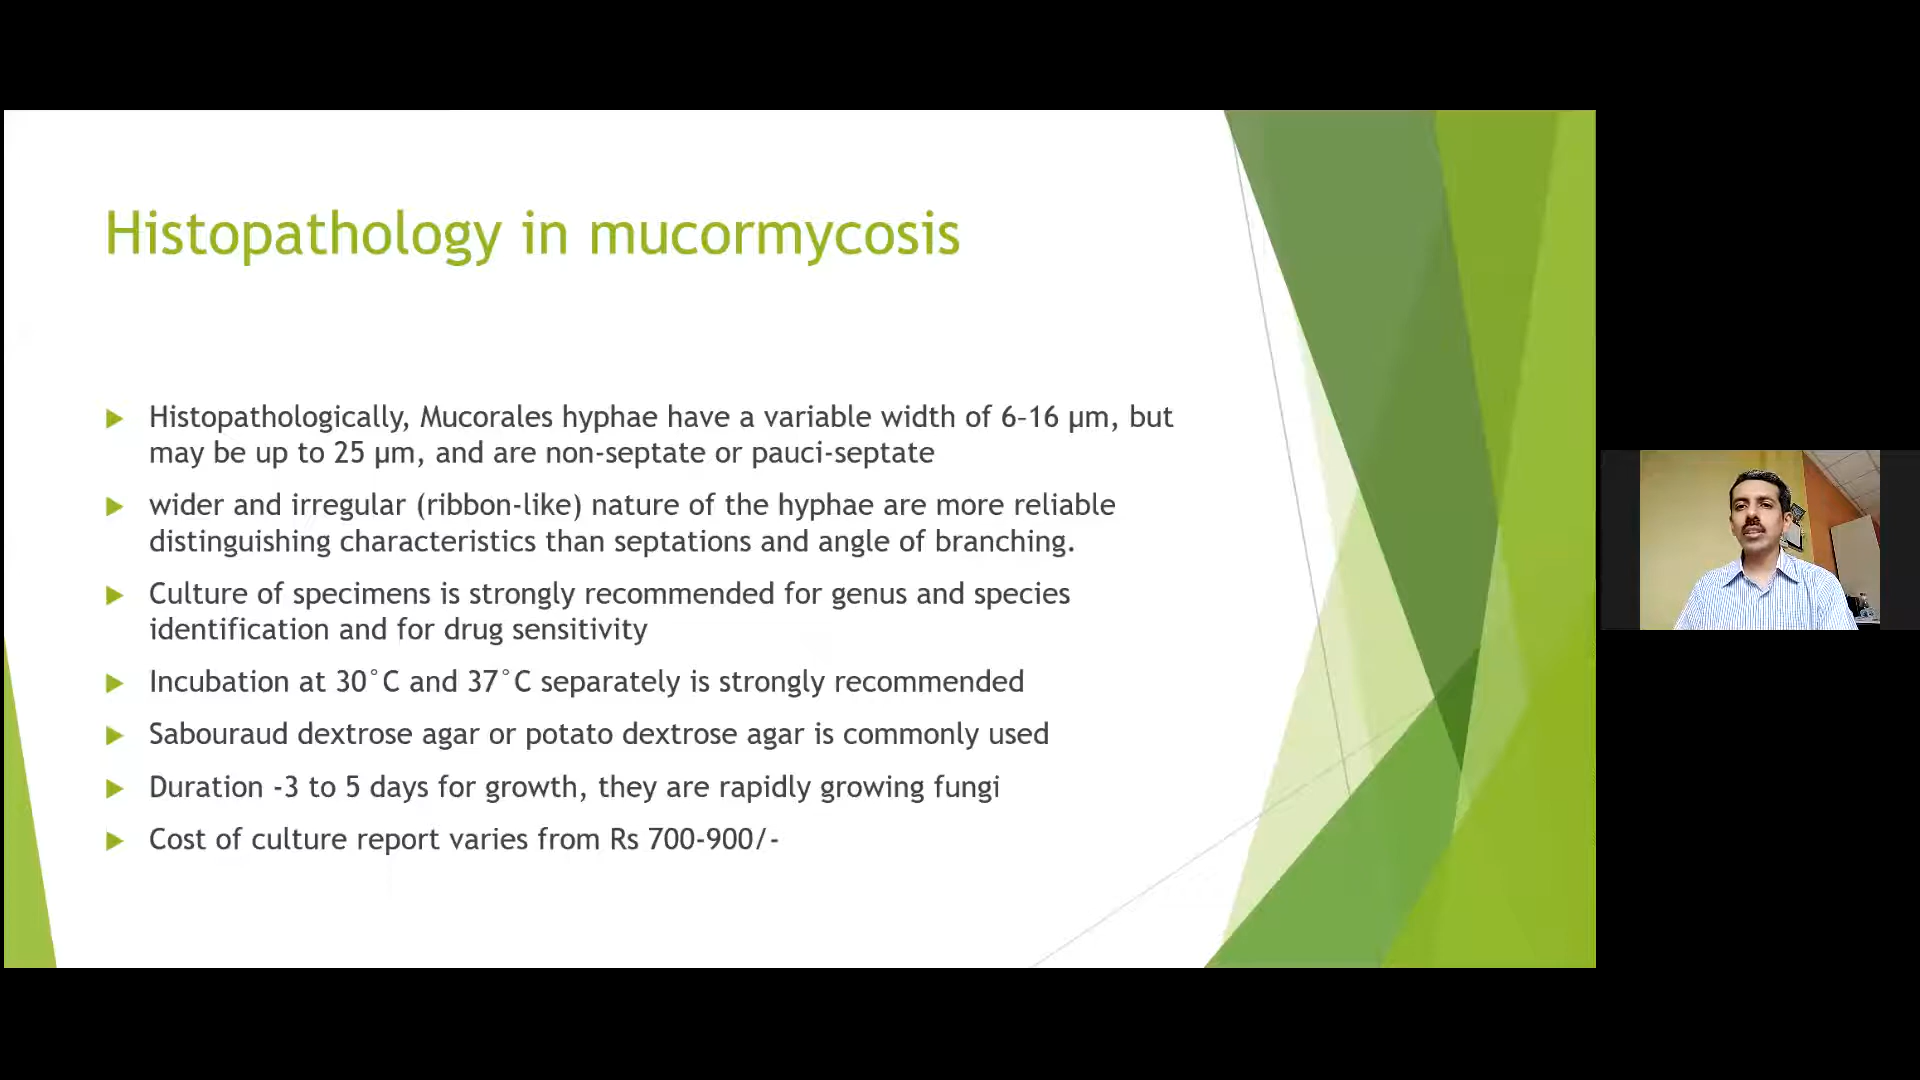 Histopathology in mucormycosis
Histopathologically, Mucorales hyphae have a variable width of 6–16 µm, but
may be up to 25 µm, and are non-septate or pauci-septate
wider and irregular (ribbon-like) nature of the hyphae are more reliable
distinguishing characteristics than septations and angle of branching.
Culture of specimens is strongly recommended for genus and species
identification and for drug sensitivity
Incubation at 30°C and 37°C separately is strongly recommended
Sabouraud dextrose agar or potato dextrose agar is commonly used
Duration -3 to 5 days for growth, they are rapidly growing fungi
Cost of culture report varies from Rs 700-900/-